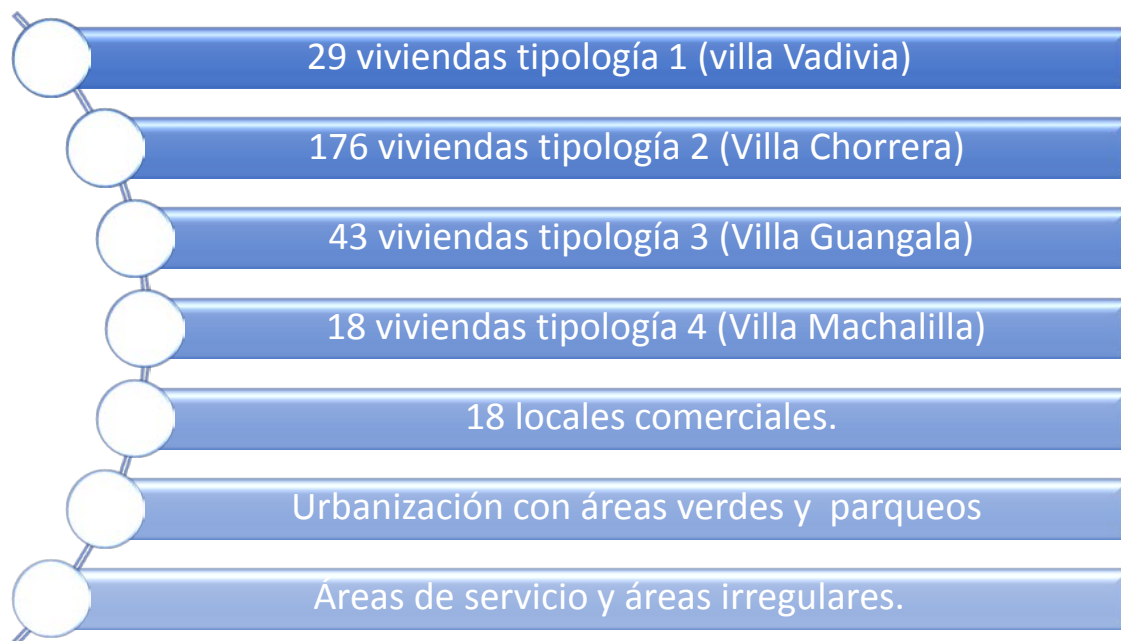 29 viviendas tipología 1 (villa Vadivia)
176 viviendas tipología 2 (Villa Chorrera)
43 viviendas tipología 3 (Villa Guangala)
18 viviendas tipología 4 (Villa Machalilla)
18 locales comerciales.
Urbanización con áreas verdes y  parqueos
Áreas de servicio y áreas irregulares.